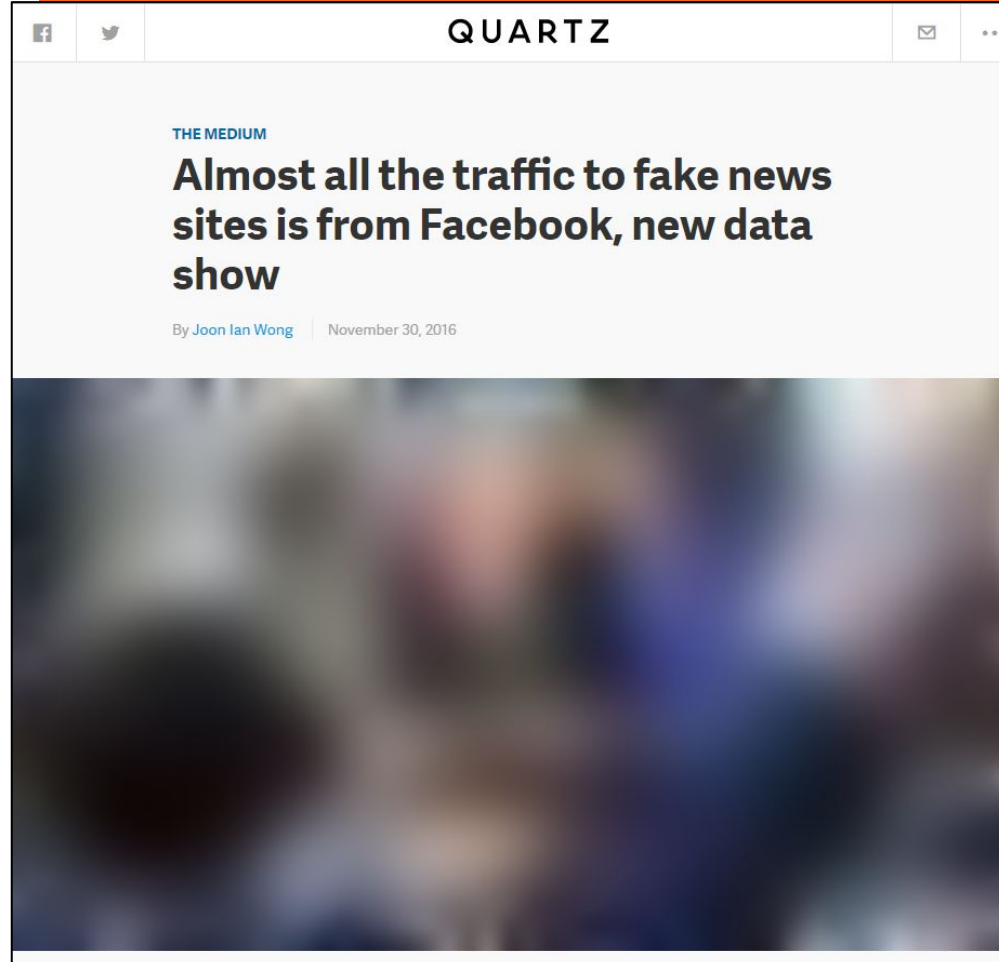 QUARTZ
THE MEDIUM
Almost all the traffic to fake news
sites is from Facebook, new data
show
By Joon Ian Wong November 30, 2016